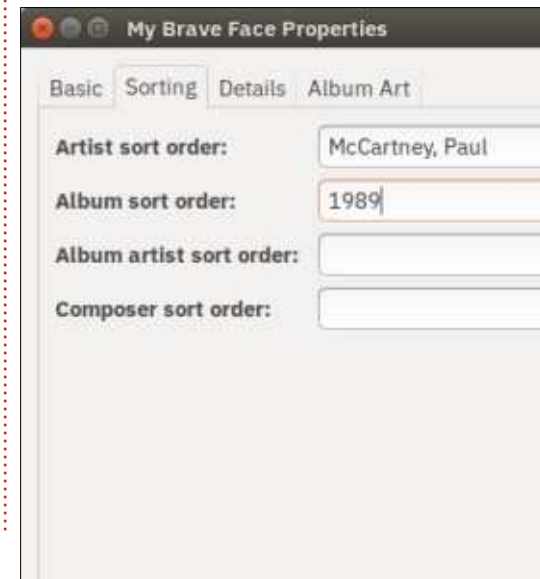 My Brave Face Properties
Basic Sorting Details Album Art
Artist sort order: McCartney, Paul
Album sort order: 1989
Album artist sort order:
Composer sort order: